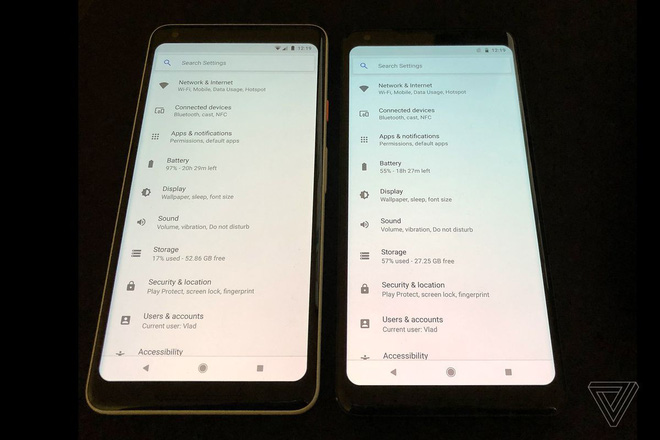 12:19
Search Settings
Network & Internet
Wi-Fi, Mobile, Data Usage, Hotspot
Connected devices
Bluetooth, cast, NFC
Apps & notifications
Permissions, default apps
Battery
97% - 20h 29m left
Display
Wallpaper, sleep, font size
Sound
Volume, vibration, Do not disturb
Storage
17% used - 52.86 GB free
Security & location
Play Protect, screen lock, fingerprint
Users & accounts
Current user: Vlad
Accessibility
12:19
Search Settings
Network & Internet
Wi-Fi, Mobile, Data Usage, Hotspot
Connected devices
Bluetooth, cast, NFC
Apps & notifications
Permissions, default apps
Battery
55% - 18h 27m left
Display
Wallpaper, sleep, font size
Sound
Volume, vibration, Do not disturb
Storage
57% used - 27.25 GB free
Security & location
Play Protect, screen lock, fingerprint
Users & accounts
Current user: Vlad
Accessibility